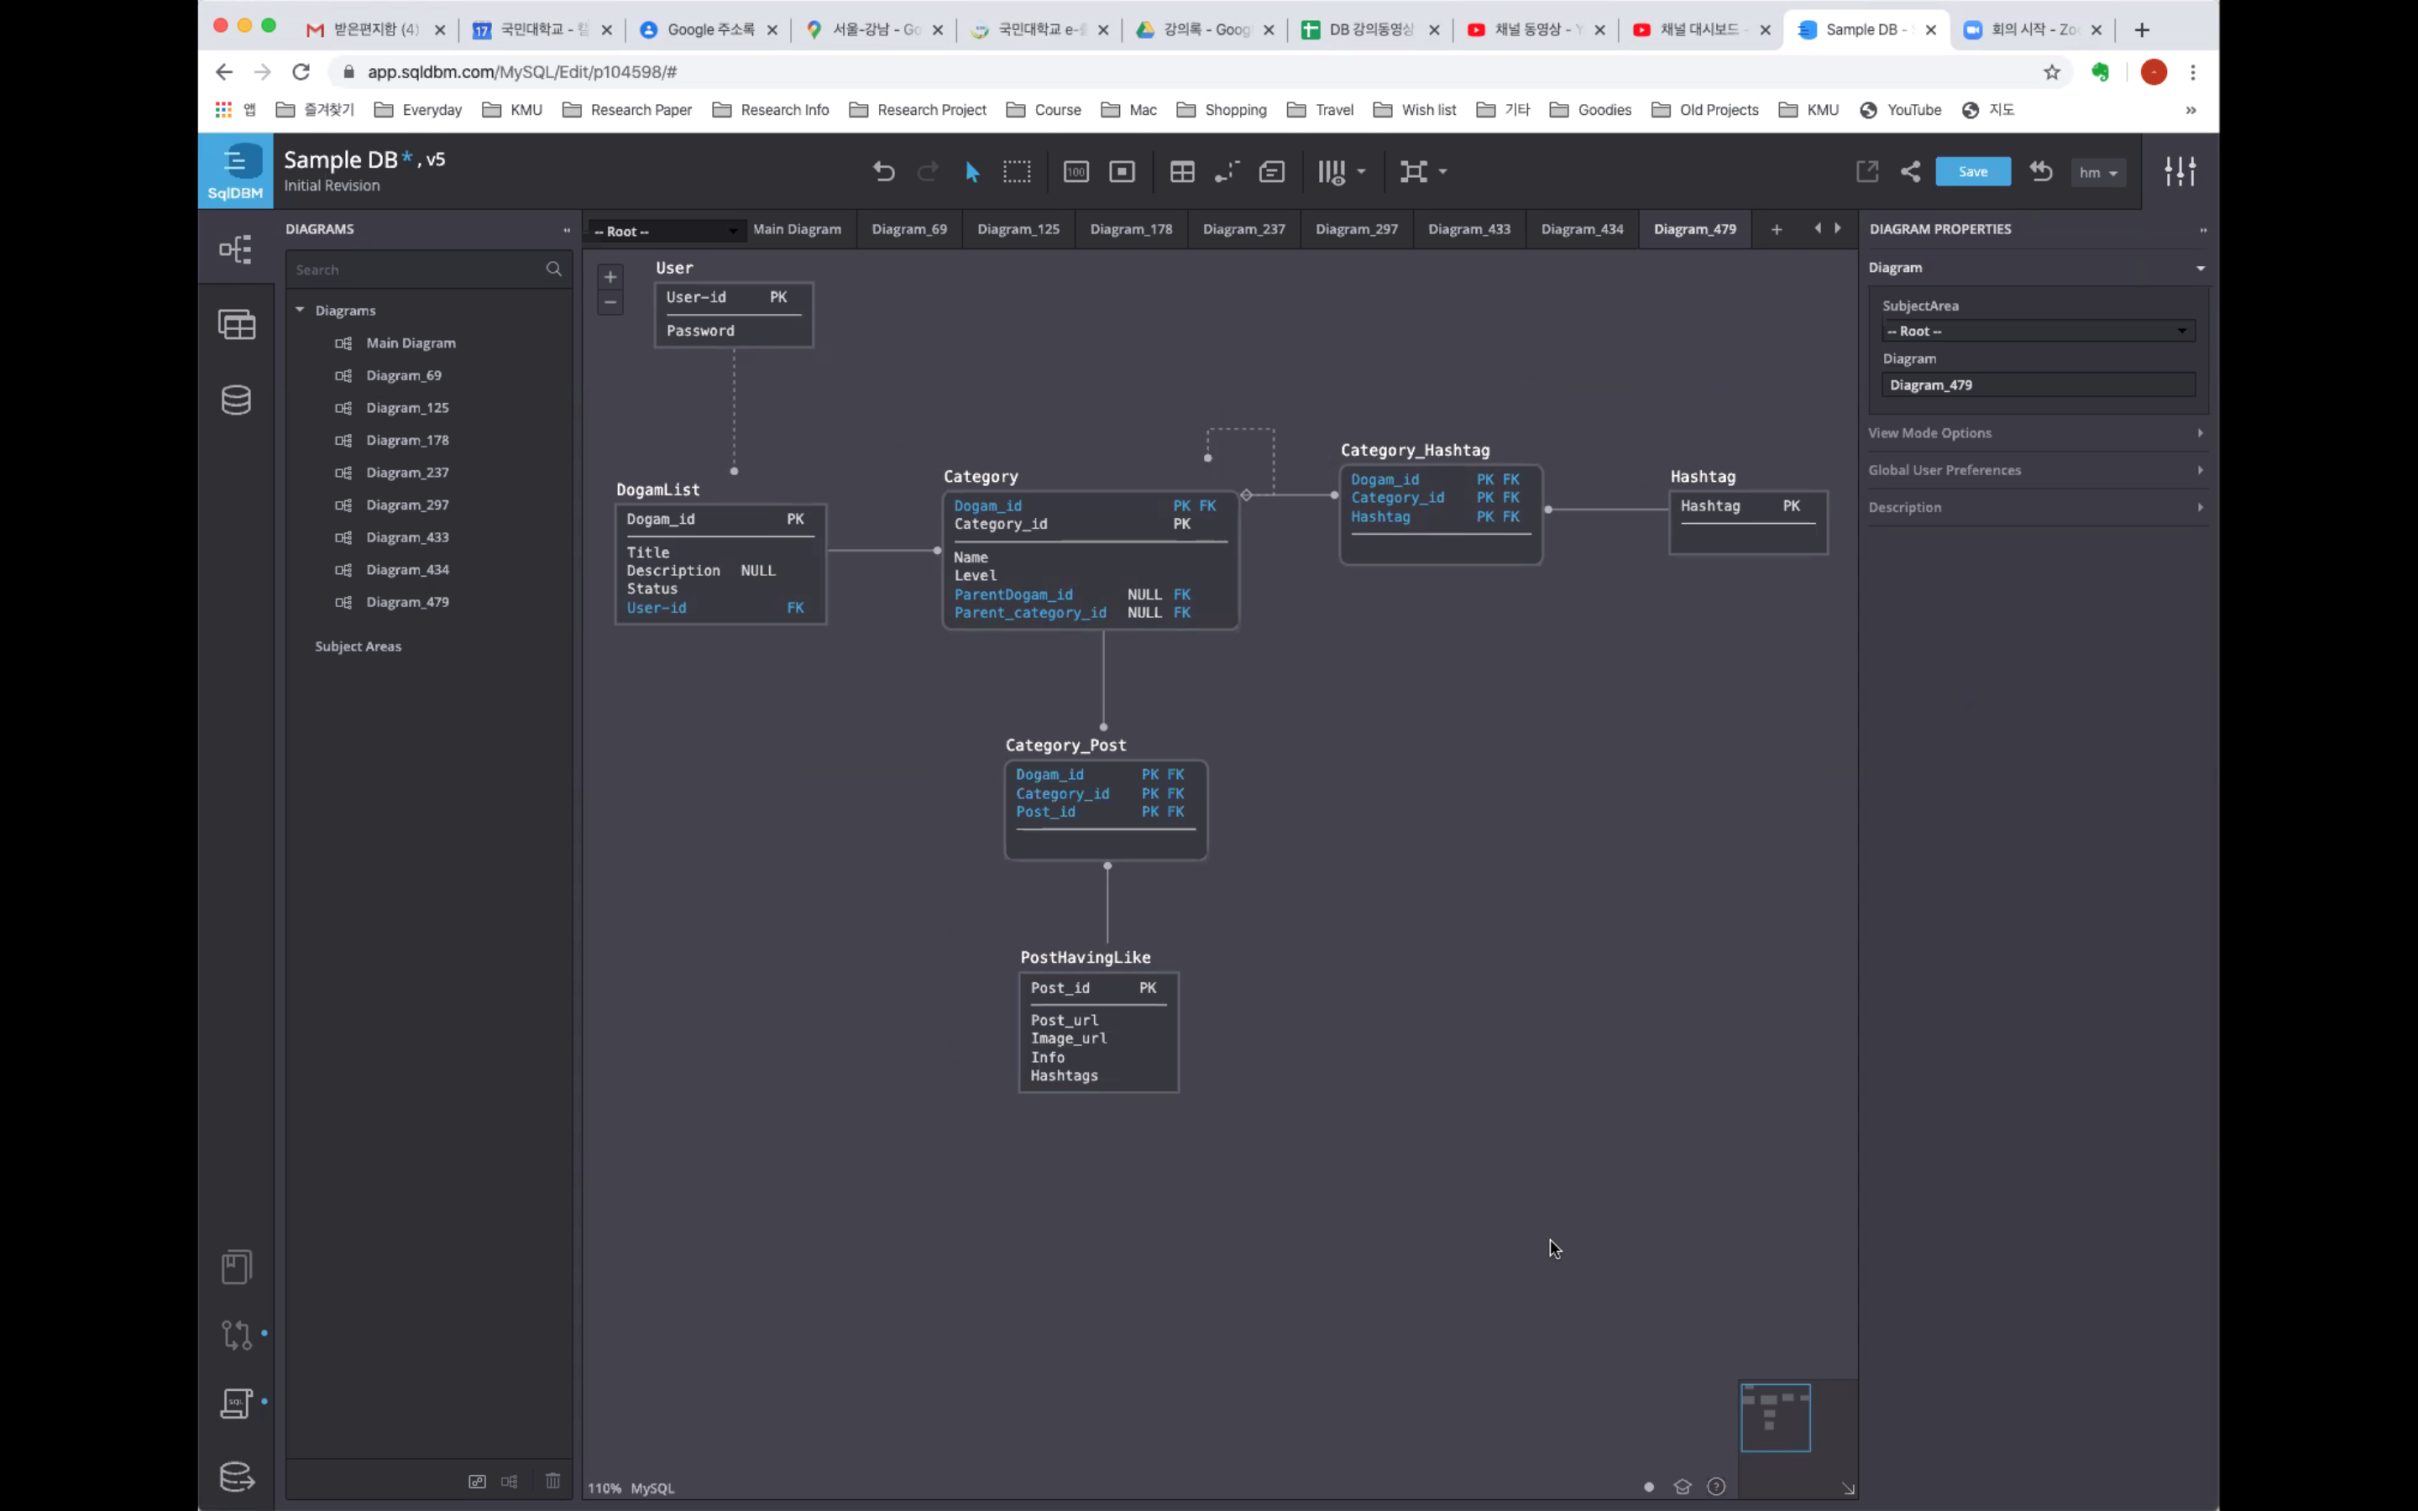 받은편지함 (4)
국민대학교 -
Google 주소록
서울-강남 - Go
국민대학교 e-
강의록 - Goog
DB 강의동영상
채널 동영상 - Y
채널 대시보드 -
Sample DB -
회의 시작 - Zo
app.sqldbm.com/MySQL/Edit/p104598/#
앱
즐겨찾기
Everyday
KMU
Research Paper
Research Info
Research Project
Course
Mac
Shopping
Travel
Wish list
기타
Goodies
Old Projects
KMU
YouTube
지도
»
SqlDBM
Sample DB*, v5
Initial Revision
100
Save
hm
DIAGRAMS
Search
Diagrams
Main Diagram
Diagram_69
Diagram_125
Diagram_178
Diagram_237
Diagram_297
Diagram_433
Diagram_434
Diagram_479
Subject Areas
SQL
-- Root --
Main Diagram
Diagram_69
Diagram_125
Diagram_178
Diagram_237
Diagram_297
Diagram_433
Diagram_434
Diagram_479
+
+
−
User
User-id PK
Password
DogamList
Dogam_id PK
Title
Description NULL
Status
User-id FK
Category
Dogam_id PK FK
Category_id PK
Name
Level
ParentDogam_id NULL FK
Parent_category_id NULL FK
Category_Hashtag
Dogam_id PK FK
Category_id PK FK
Hashtag PK FK
Hashtag
Hashtag PK
Category_Post
Dogam_id PK FK
Category_id PK FK
Post_id PK FK
PostHavingLike
Post_id PK
Post_url
Image_url
Info
Hashtags
110% MySQL
DIAGRAM PROPERTIES
Diagram
SubjectArea
-- Root --
Diagram
Diagram_479
View Mode Options
Global User Preferences
Description